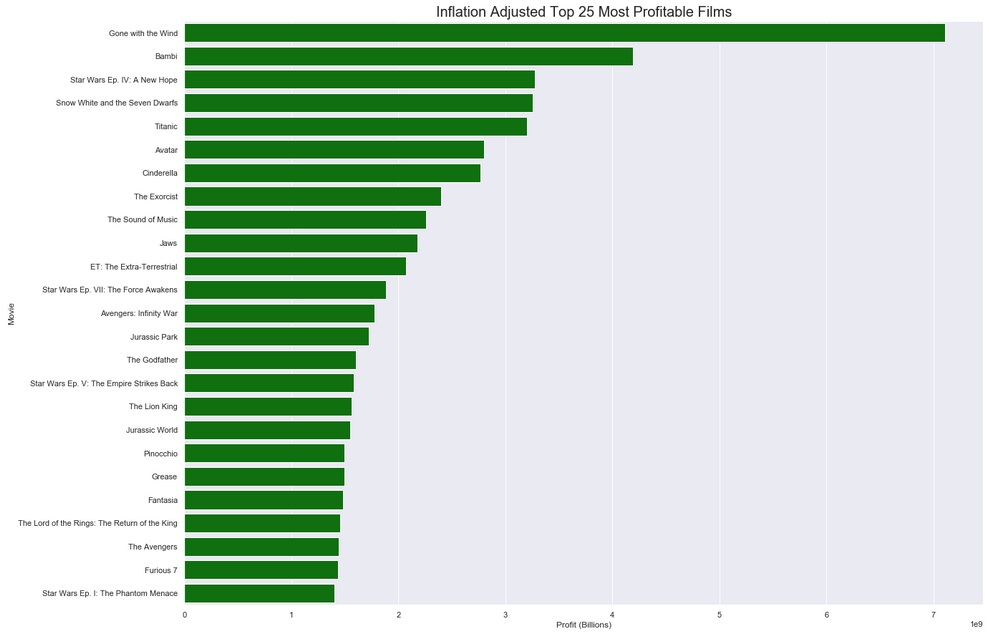 Inflation Adjusted Top 25 Most Profitable Films
Gone with the Wind
Bambi
Star Wars Ep. IV: A New Hope
Snow White and the Seven Dwarfs
Titanic
Avatar
Cinderella
The Exorcist
The Sound of Music
Jaws
ET: The Extra-Terrestrial
Star Wars Ep. VII: The Force Awakens
Avengers: Infinity War
Jurassic Park
The Godfather
Star Wars Ep. V: The Empire Strikes Back
The Lion King
Jurassic World
Pinocchio
Grease
Fantasia
The Lord of the Rings: The Return of the King
The Avengers
Furious 7
Star Wars Ep. I: The Phantom Menace
Movie
0 1 2 3 4 5 6 7
1e9
Profit (Billions)